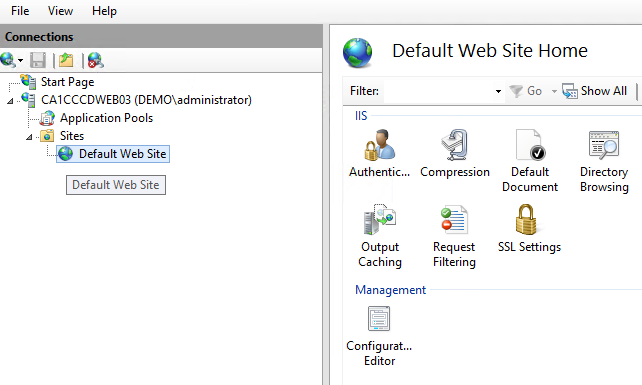 File View Help
Connections
Start Page
CA1CCCDWEB03 (DEMO\administrator)
Application Pools
Sites
Default Web Site
Default Web Site
Default Web Site Home
Filter: Go Show All
IIS
Authentic... Compression Default Document Directory Browsing
Output Caching Request Filtering SSL Settings
Management
Configurat... Editor